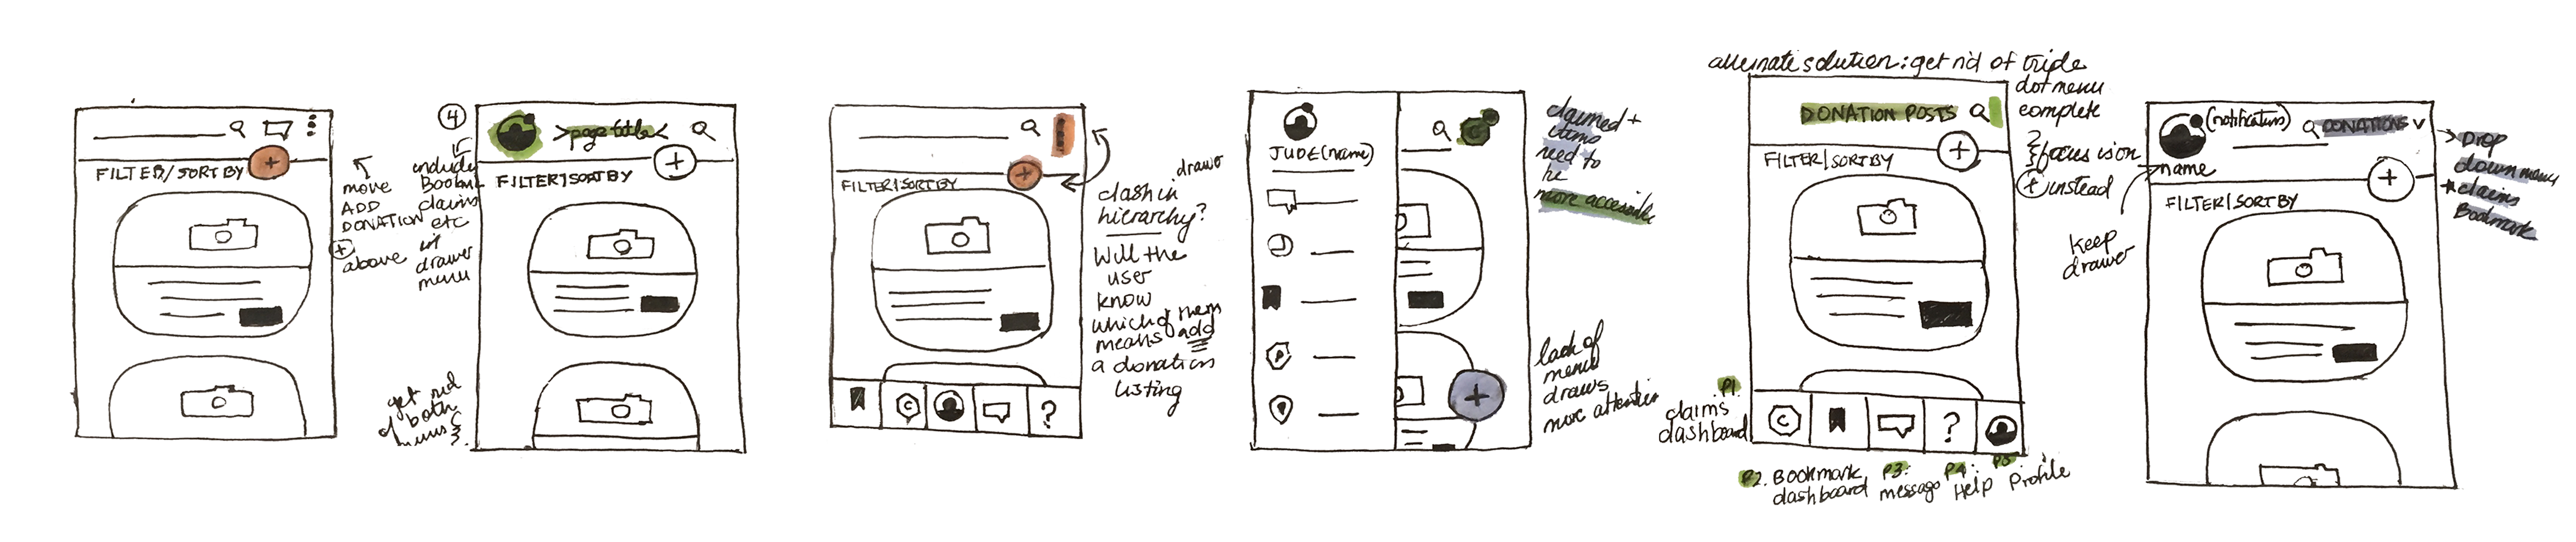 FILTER/SORT BY
+
move
ADD
DONATION
+
above
4
include
Bookm
claims
etc
in
drawer
menu
get rid
of both
menus
>page title<
FILTER|SORT BY
+
FILTER|SORT BY
+
C
?
drawer
clash in
hierarchy?
Will the
user
know
which of them
means add
a donation
listing
JUDE(name)
P
C
+
claimed +
items
need to
be
more accessible
lack of
menu
draws
more attention
alternate solution: get rid of triple
dot menu
complete
& focus is on
+ instead
DONATION POSTS
FILTER|SORT BY
+
C
?
P1:
claims
dashboard
P2. Bookmark
dashboard
P3:
message
P4:
Help
P5
Profile
(notifications)
DONATIONS
name
FILTER|SORT BY
+
Keep
drawer
Drop
down menu
claims
Bookmark